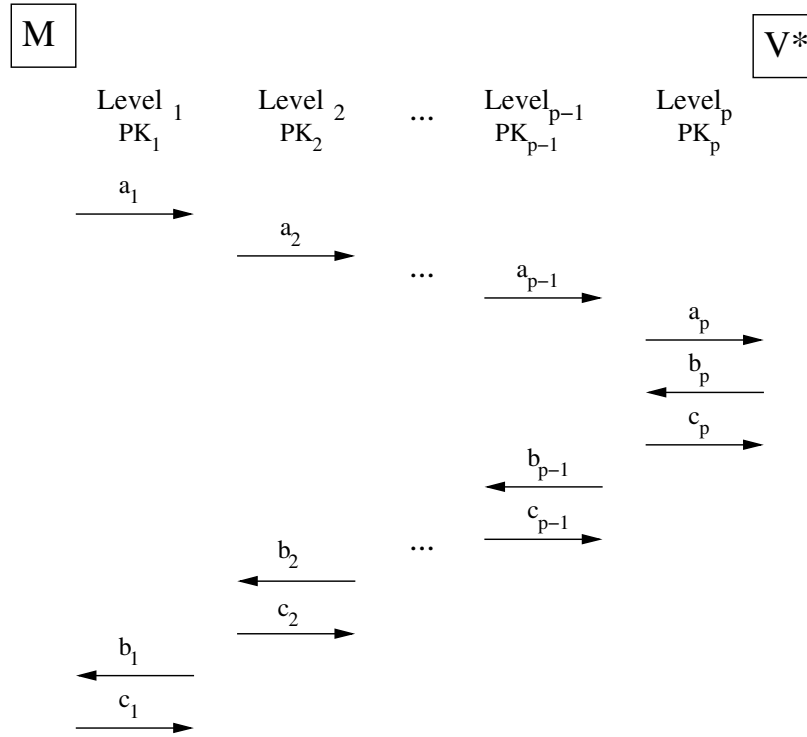 M V*
Level 1 Level 2 ... Level p−1 Level p
PK1 PK2 PKp−1 PKp
a1
a2
...
ap−1
ap
bp
cp
bp−1
cp−1
...
b2
c2
b1
c1